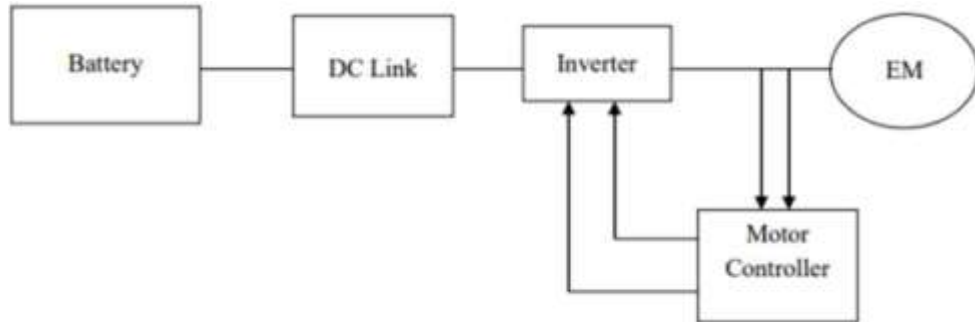 Battery
DC Link
Inverter
EM
Motor
Controller